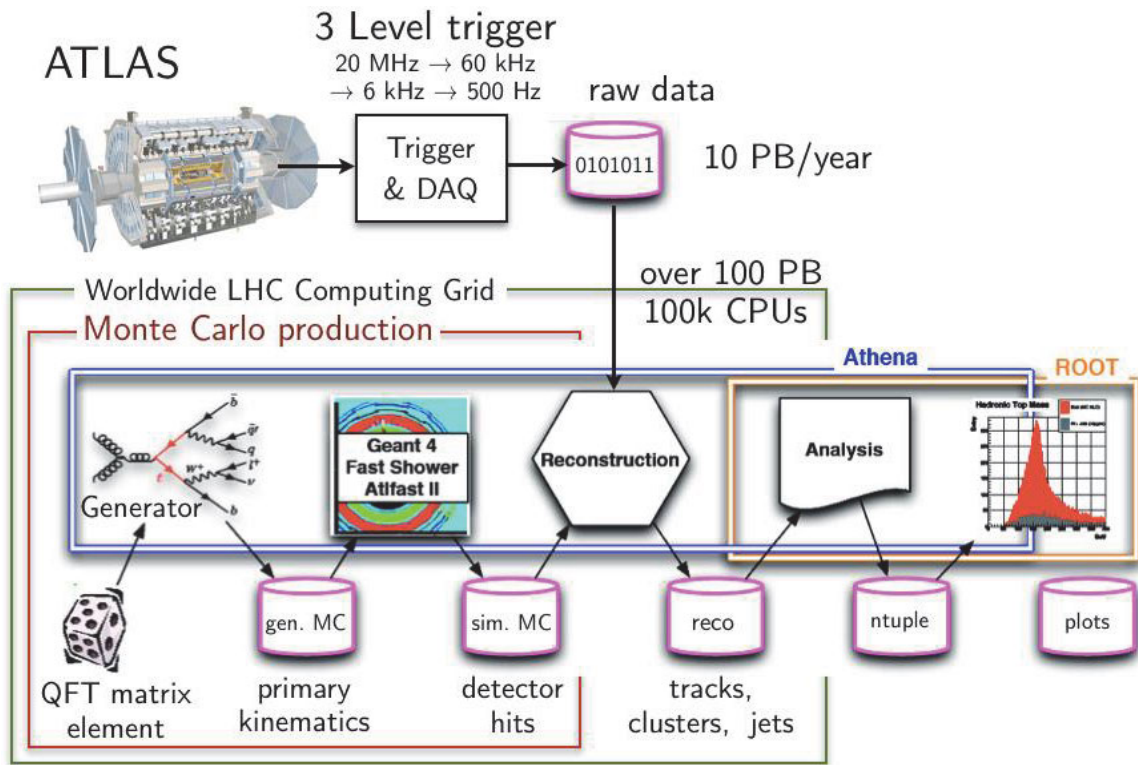 ATLAS
3 Level trigger
20 MHz → 60 kHz
→ 6 kHz → 500 Hz
raw data
Trigger
& DAQ
0101011
10 PB/year
over 100 PB
100k CPUs
Worldwide LHC Computing Grid
Monte Carlo production
Athena
ROOT
b̄
q̄′
q
l⁺
ν
b
W⁺
t
Generator
Geant 4
Fast Shower
Atlfast II
Reconstruction
Analysis
Hadronic Top Mass
gen. MC
sim. MC
reco
ntuple
plots
QFT matrix
element
primary
kinematics
detector
hits
tracks,
clusters, jets